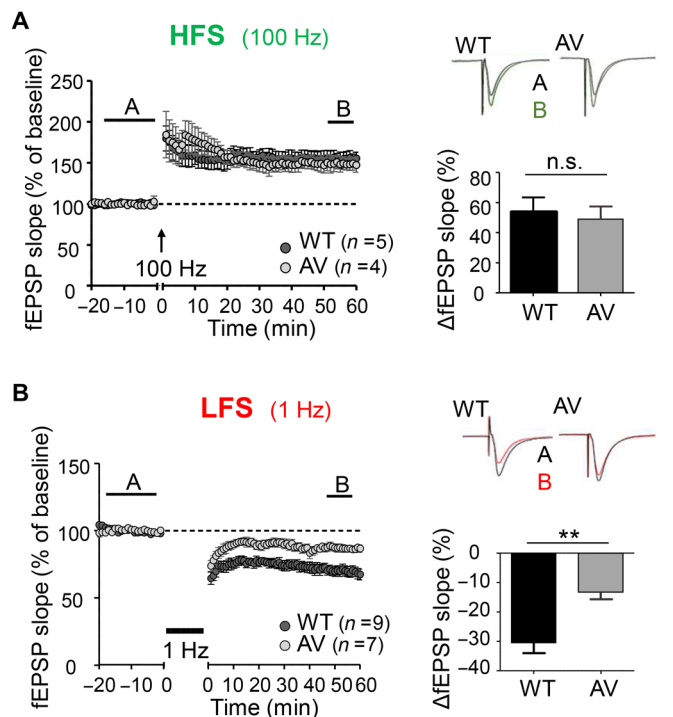 A
HFS (100 Hz)
fEPSP slope (% of baseline)
250
200
150
100
50
0
A
B
100 Hz
WT (n =5)
AV (n =4)
−20 −10 0 10 20 30 40 50 60
Time (min)
WT AV
A
B
ΔfEPSP slope (%)
80
60
40
20
0
n.s.
WT AV
B
LFS (1 Hz)
fEPSP slope (% of baseline)
150
100
50
0
A
B
1 Hz
WT (n =9)
AV (n =7)
−20 −10 0 0 10 20 30 40 50 60
Time (min)
WT AV
A
B
ΔfEPSP slope (%)
0
−10
−20
−30
−40
**
WT AV